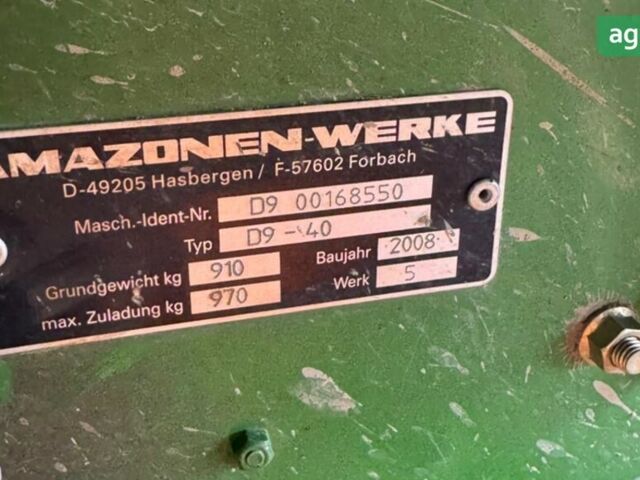 ag
AMAZONEN-WERKE
D-49205 Hasbergen / F-57602 Forbach
Masch.-Ident-Nr. D9 00168550
Typ D9-40
Grundgewicht kg 910 Baujahr 2008
max. Zuladung kg 970 Werk 5